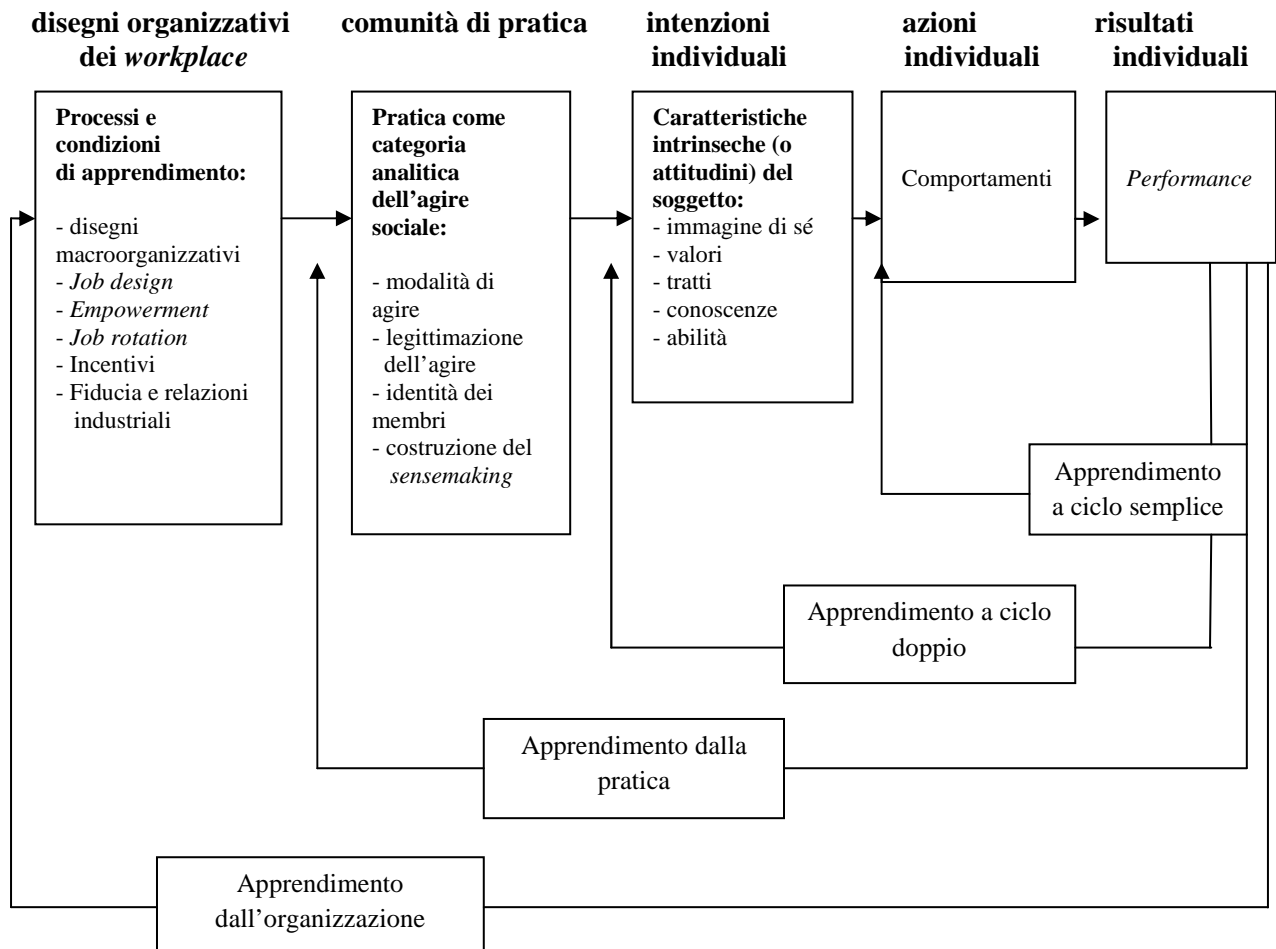 disegni organizzativi
dei workplace
comunità di pratica
intenzioni
individuali
azioni
individuali
risultati
individuali
Processi e
condizioni
di apprendimento:
- disegni
macroorganizzativi
- Job design
- Empowerment
- Job rotation
- Incentivi
- Fiducia e relazioni
industriali
Pratica come
categoria
analitica
dell’agire
sociale:
- modalità di
agire
- legittimazione
dell’agire
- identità dei
membri
- costruzione del
sensemaking
Caratteristiche
intrinseche (o
attitudini) del
soggetto:
- immagine di sé
- valori
- tratti
- conoscenze
- abilità
Comportamenti
Performance
Apprendimento
a ciclo semplice
Apprendimento a ciclo
doppio
Apprendimento dalla
pratica
Apprendimento
dall’organizzazione